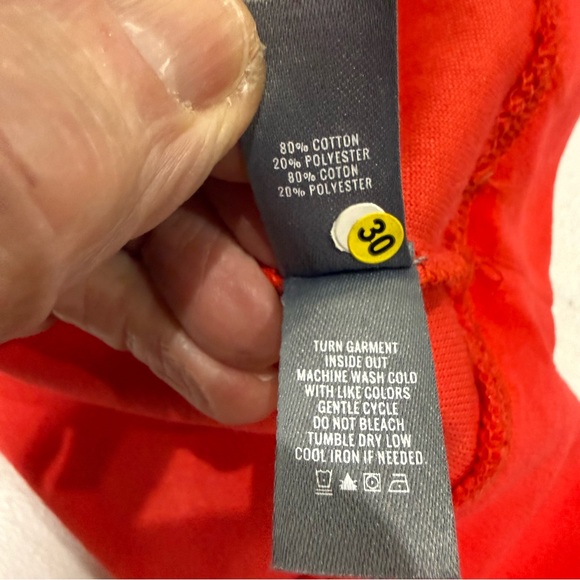 80% COTTON
20% POLYESTER
80% COTON
20% POLYESTER
30
TURN GARMENT
INSIDE OUT
MACHINE WASH COLD
WITH LIKE COLORS
GENTLE CYCLE
DO NOT BLEACH
TUMBLE DRY LOW
COOL IRON IF NEEDED.